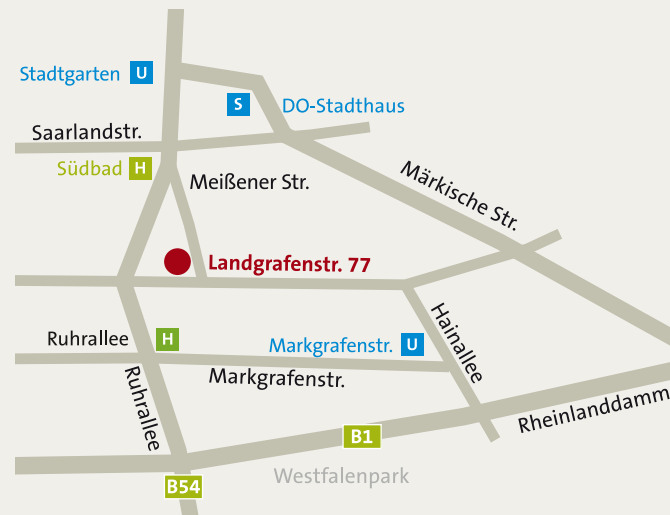 Stadtgarten U
S DO-Stadthaus
Saarlandstr.
Südbad H
Meißener Str.
Märkische Str.
Landgrafenstr. 77
Ruhrallee H
Markgrafenstr. U
Hainallee
Markgrafenstr.
Ruhrallee
Rheinlanddamm
B1
Westfalenpark
B54